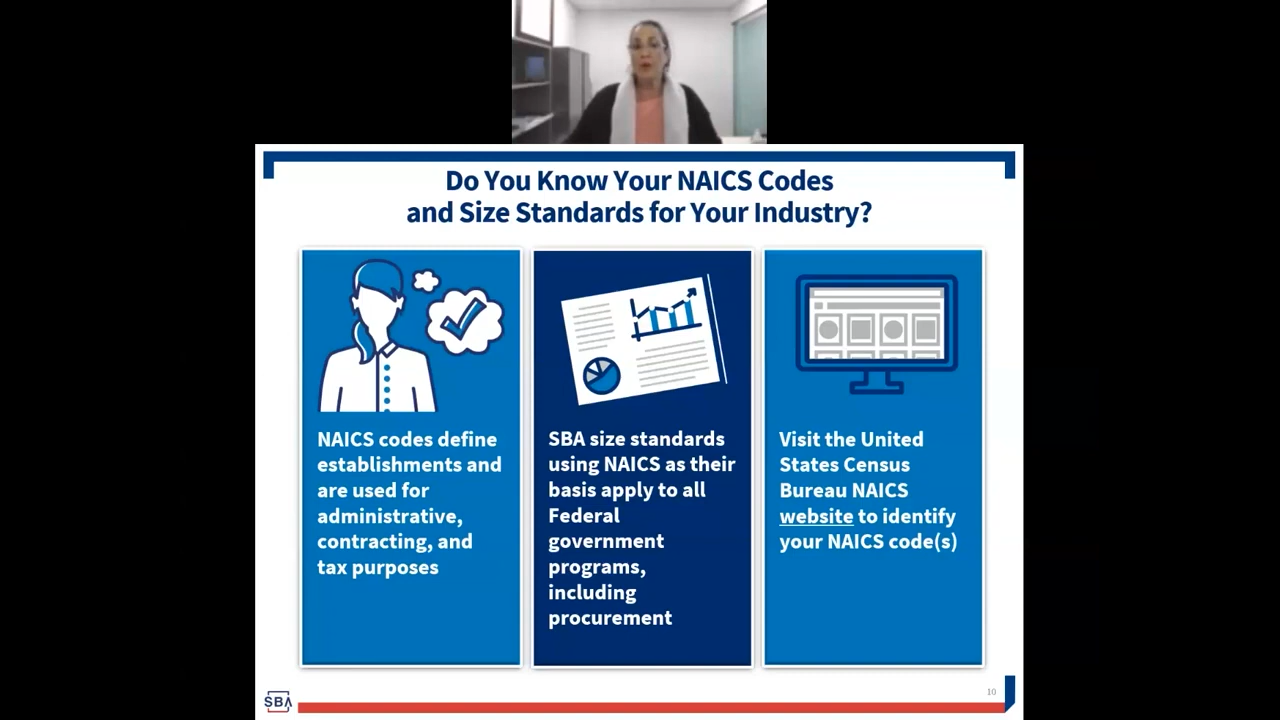 Do You Know Your NAICS Codes
and Size Standards for Your Industry?
NAICS codes define
establishments and
are used for
administrative,
contracting, and
tax purposes
SBA size standards
using NAICS as their
basis apply to all
Federal
government
programs,
including
procurement
Visit the United
States Census
Bureau NAICS
website to identify
your NAICS code(s)
10
SBA